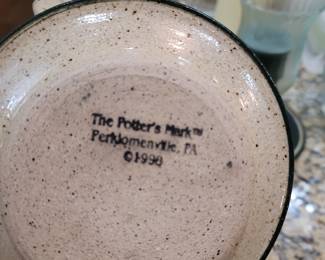 The Potter's Mark™
Perkiomenville, PA
©1998